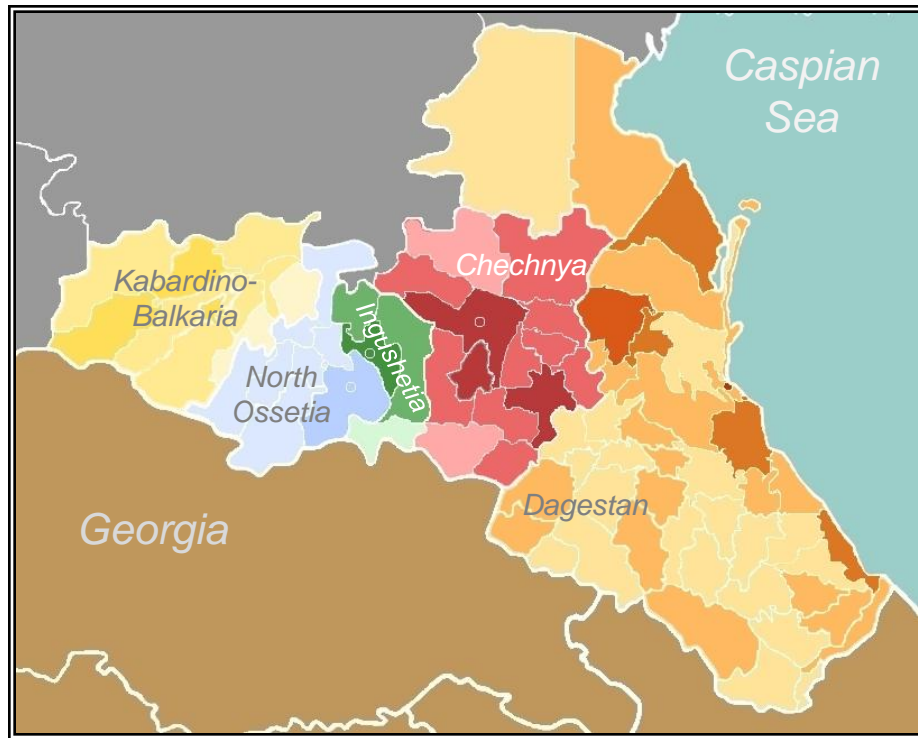 Caspian
Sea
Chechnya
Kabardino-
Balkaria
Ingushetia
North
Ossetia
Dagestan
Georgia